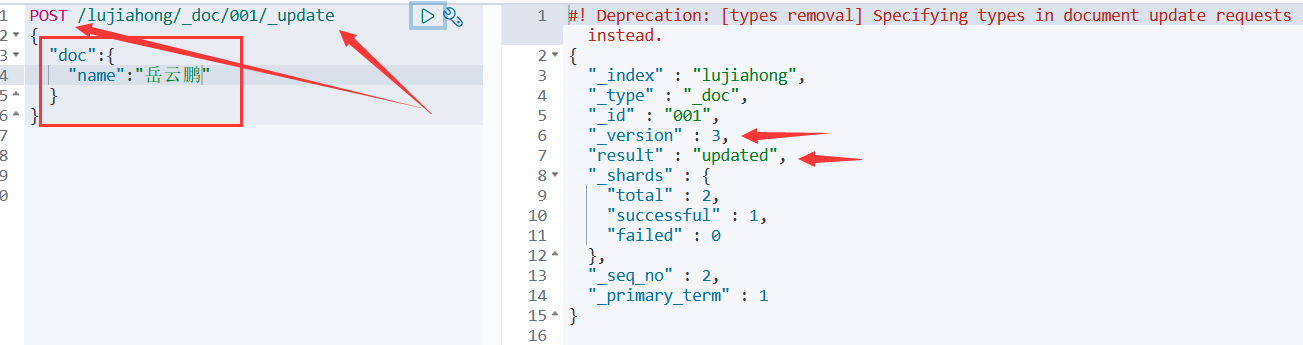 1 POST /lujiahong/_doc/001/_update
2 {
3 "doc":{
4 "name":"岳云鹏"
5 }
6 }
7
8
9
0
1 #! Deprecation: [types removal] Specifying types in document update requests
instead.
2 {
3 "_index" : "lujiahong",
4 "_type" : "_doc",
5 "_id" : "001",
6 "_version" : 3,
7 "result" : "updated",
8 "_shards" : {
9 "total" : 2,
10 "successful" : 1,
11 "failed" : 0
12 },
13 "_seq_no" : 2,
14 "_primary_term" : 1
15 }
16